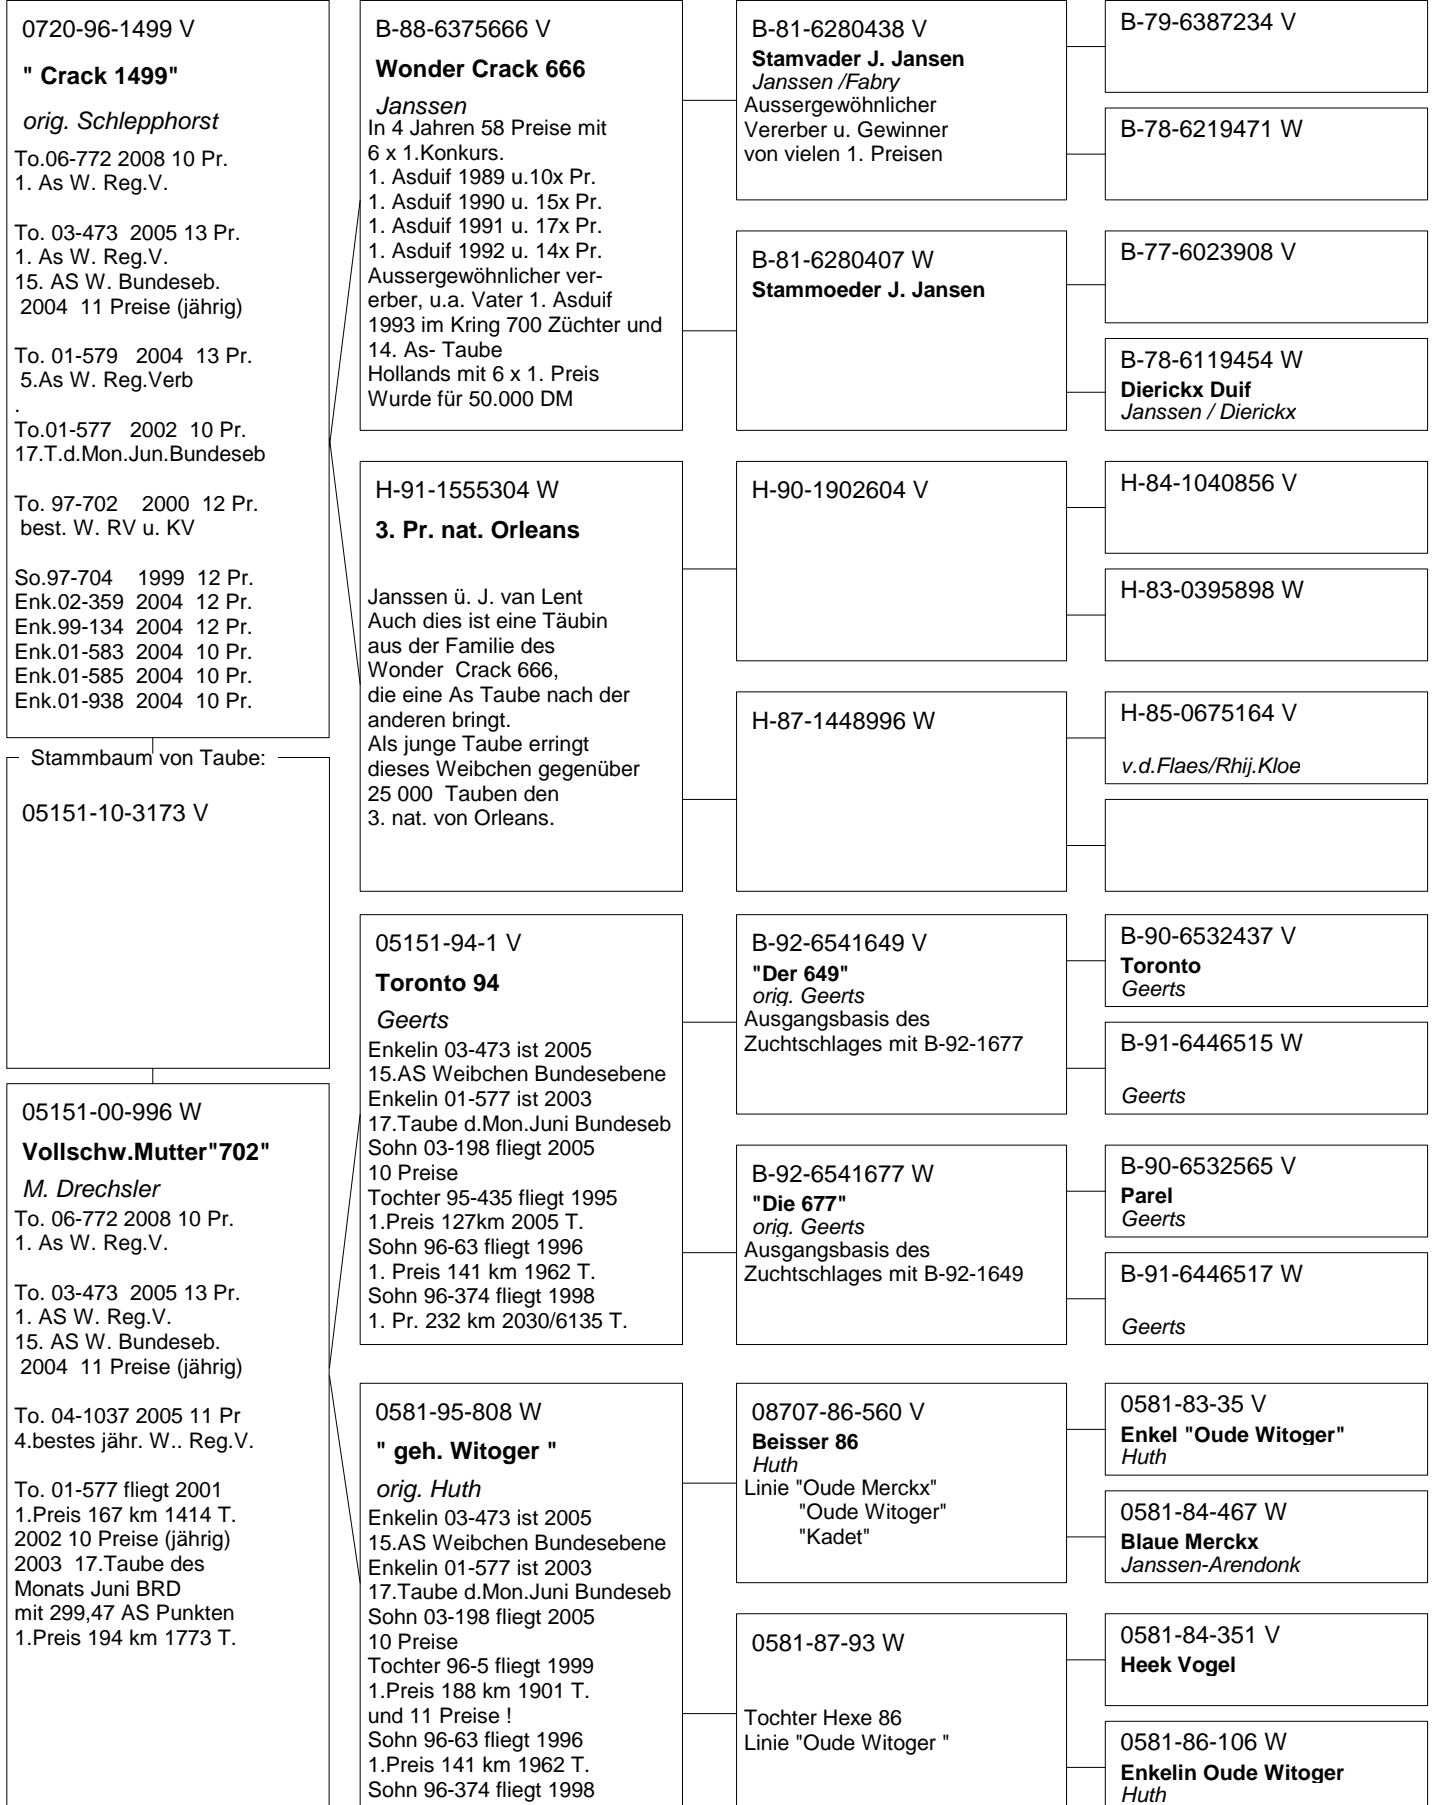 0720-96-1499 V
" Crack 1499"
orig. Schlepphorst
To.06-772 2008 10 Pr.
1. As W. Reg.V.
To. 03-473 2005 13 Pr.
1. As W. Reg.V.
15. AS W. Bundeseb.
2004 11 Preise (jährig)
To. 01-579 2004 13 Pr.
5.As W. Reg.Verb
.
To.01-577 2002 10 Pr.
17.T.d.Mon.Jun.Bundeseb
To. 97-702 2000 12 Pr.
best. W. RV u. KV
So.97-704 1999 12 Pr.
Enk.02-359 2004 12 Pr.
Enk.99-134 2004 12 Pr.
Enk.01-583 2004 10 Pr.
Enk.01-585 2004 10 Pr.
Enk.01-938 2004 10 Pr.
Stammbaum von Taube:
05151-10-3173 V
05151-00-996 W
Vollschw.Mutter"702"
M. Drechsler
To. 06-772 2008 10 Pr.
1. As W. Reg.V.
To. 03-473 2005 13 Pr.
1. AS W. Reg.V.
15. AS W. Bundeseb.
2004 11 Preise (jährig)
To. 04-1037 2005 11 Pr
4.bestes jähr. W.. Reg.V.
To. 01-577 fliegt 2001
1.Preis 167 km 1414 T.
2002 10 Preise (jährig)
2003 17.Taube des
Monats Juni BRD
mit 299,47 AS Punkten
1.Preis 194 km 1773 T.
B-88-6375666 V
Wonder Crack 666
Janssen
In 4 Jahren 58 Preise mit
6 x 1.Konkurs.
1. Asduif 1989 u.10x Pr.
1. Asduif 1990 u. 15x Pr.
1. Asduif 1991 u. 17x Pr.
1. Asduif 1992 u. 14x Pr.
Aussergewöhnlicher ver-
erber, u.a. Vater 1. Asduif
1993 im Kring 700 Züchter und
14. As- Taube
Hollands mit 6 x 1. Preis
Wurde für 50.000 DM
H-91-1555304 W
3. Pr. nat. Orleans
Janssen ü. J. van Lent
Auch dies ist eine Täubin
aus der Familie des
Wonder Crack 666,
die eine As Taube nach der
anderen bringt.
Als junge Taube erringt
dieses Weibchen gegenüber
25 000 Tauben den
3. nat. von Orleans.
05151-94-1 V
Toronto 94
Geerts
Enkelin 03-473 ist 2005
15.AS Weibchen Bundesebene
Enkelin 01-577 ist 2003
17.Taube d.Mon.Juni Bundeseb
Sohn 03-198 fliegt 2005
10 Preise
Tochter 95-435 fliegt 1995
1.Preis 127km 2005 T.
Sohn 96-63 fliegt 1996
1. Preis 141 km 1962 T.
Sohn 96-374 fliegt 1998
1. Pr. 232 km 2030/6135 T.
0581-95-808 W
" geh. Witoger "
orig. Huth
Enkelin 03-473 ist 2005
15.AS Weibchen Bundesebene
Enkelin 01-577 ist 2003
17.Taube d.Mon.Juni Bundeseb
Sohn 03-198 fliegt 2005
10 Preise
Tochter 96-5 fliegt 1999
1.Preis 188 km 1901 T.
und 11 Preise !
Sohn 96-63 fliegt 1996
1.Preis 141 km 1962 T.
Sohn 96-374 fliegt 1998
B-81-6280438 V
Stamvader J. Jansen
Janssen /Fabry
Aussergewöhnlicher
Vererber u. Gewinner
von vielen 1. Preisen
B-81-6280407 W
Stammoeder J. Jansen
H-90-1902604 V
H-87-1448996 W
B-92-6541649 V
"Der 649"
orig. Geerts
Ausgangsbasis des
Zuchtschlages mit B-92-1677
B-92-6541677 W
"Die 677"
orig. Geerts
Ausgangsbasis des
Zuchtschlages mit B-92-1649
08707-86-560 V
Beisser 86
Huth
Linie "Oude Merckx"
"Oude Witoger"
"Kadet"
0581-87-93 W
Tochter Hexe 86
Linie "Oude Witoger "
B-79-6387234 V
B-78-6219471 W
B-77-6023908 V
B-78-6119454 W
Dierickx Duif
Janssen / Dierickx
H-84-1040856 V
H-83-0395898 W
H-85-0675164 V
v.d.Flaes/Rhij.Kloe
B-90-6532437 V
Toronto
Geerts
B-91-6446515 W
Geerts
B-90-6532565 V
Parel
Geerts
B-91-6446517 W
Geerts
0581-83-35 V
Enkel "Oude Witoger"
Huth
0581-84-467 W
Blaue Merckx
Janssen-Arendonk
0581-84-351 V
Heek Vogel
0581-86-106 W
Enkelin Oude Witoger
Huth